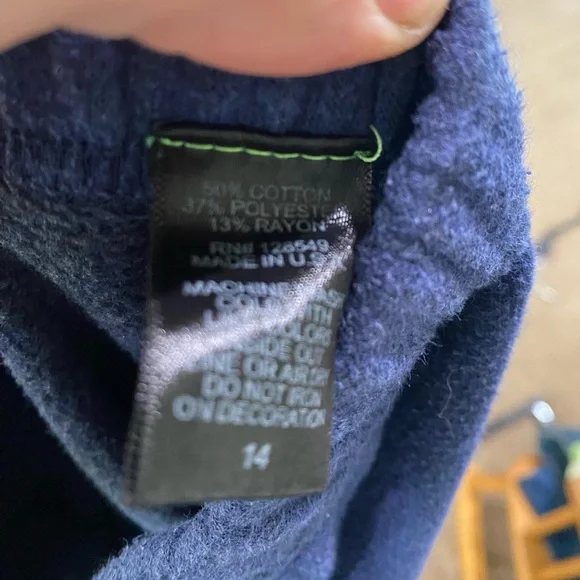 50% COTTON
37% POLYESTER
13% RAYON
RN# 128549
MADE IN U.S.A
MACHINE WASH
COLD WITH
LIKE COLORS
INSIDE OUT
LINE OR AIR DRY
DO NOT IRON
ON DECORATION
14